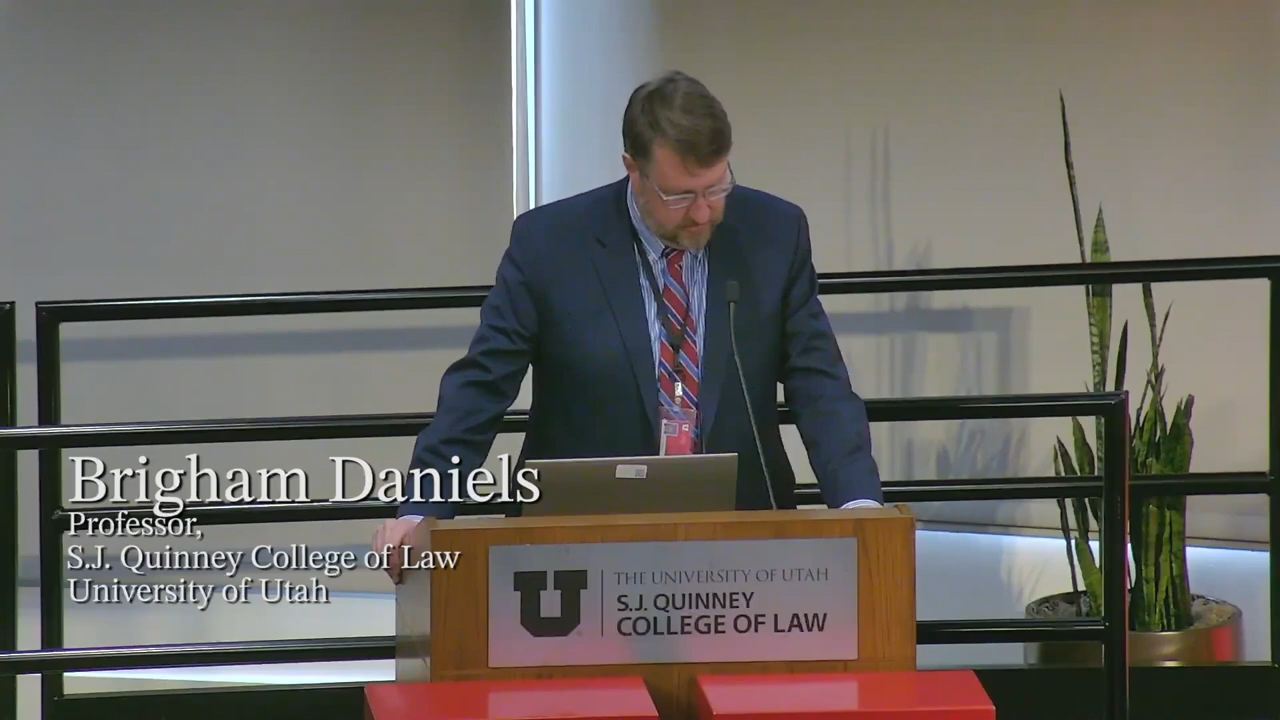 Brigham Daniels
Professor,
S.J. Quinney College of Law
University of Utah
U
THE UNIVERSITY OF UTAH
S.J. QUINNEY
COLLEGE OF LAW